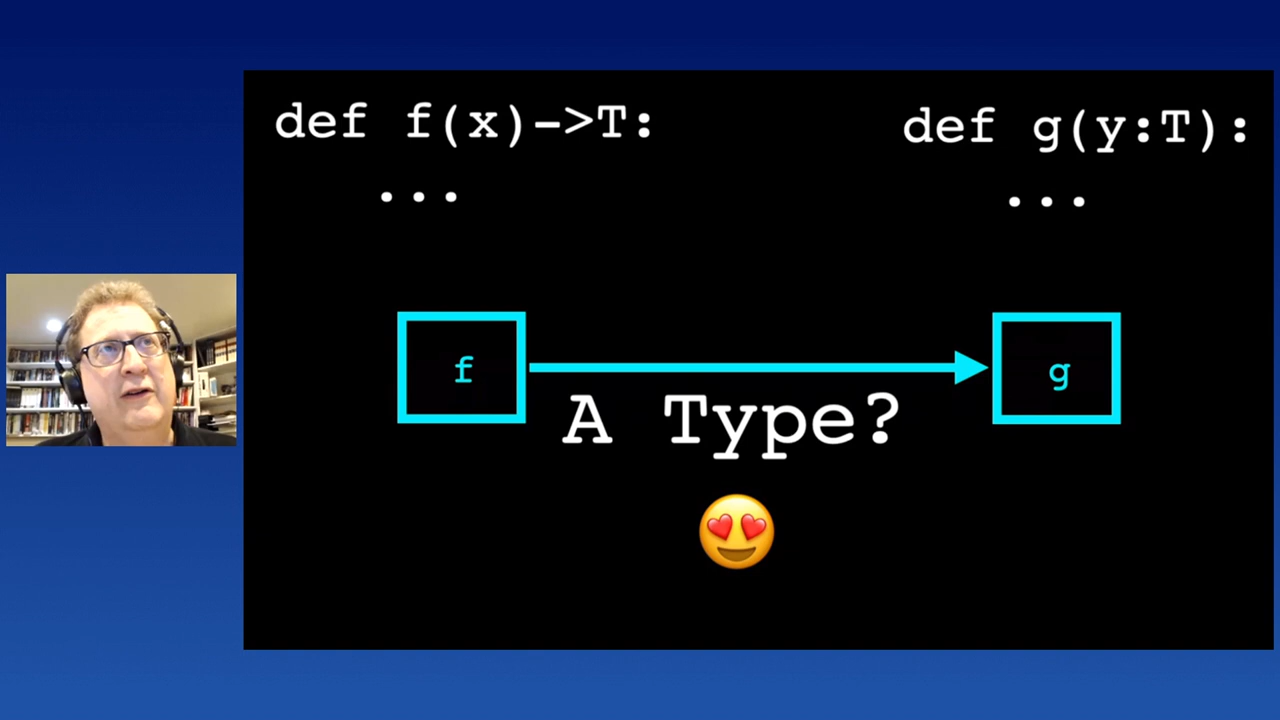 def f(x)->T:
...
def g(y:T):
...
f
g
A Type?